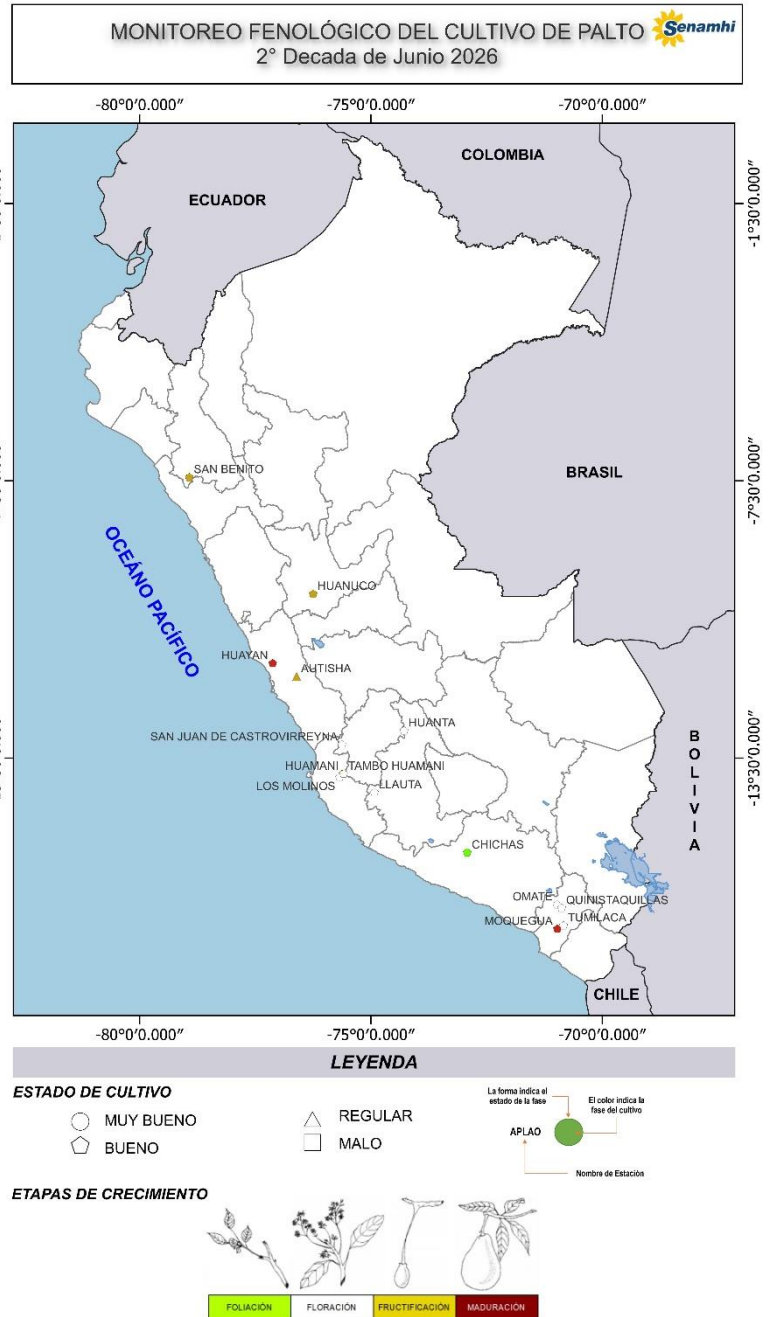 MONITOREO FENOLÓGICO DEL CULTIVO DE PALTO
2° Decada de Junio 2026
Senamhi
-80°0'0.000" -75°0'0.000" -70°0'0.000"
COLOMBIA
ECUADOR
-1°30'0.000"
SAN BENITO
BRASIL
-7°30'0.000"
OCEÁNO PACÍFICO
HUANUCO
HUAYAN
AUTISHA
HUANTA
SAN JUAN DE CASTROVIRREYNA
-13°30'0.000"
HUAMANI TAMBO HUAMANI
LOS MOLINOS LLAUTA
BOLIVIA
CHICHAS
OMATE QUINISTAQUILLAS
MOQUEGUA TUMILACA
CHILE
-80°0'0.000" -75°0'0.000" -70°0'0.000"
LEYENDA
ESTADO DE CULTIVO
MUY BUENO
BUENO
REGULAR
MALO
La forma indica el
estado de la fase
El color indica la
fase del cultivo
APLAO
Nombre de Estación
ETAPAS DE CRECIMIENTO
FOLIACIÓN FLORACIÓN FRUCTIFICACIÓN MADURACIÓN